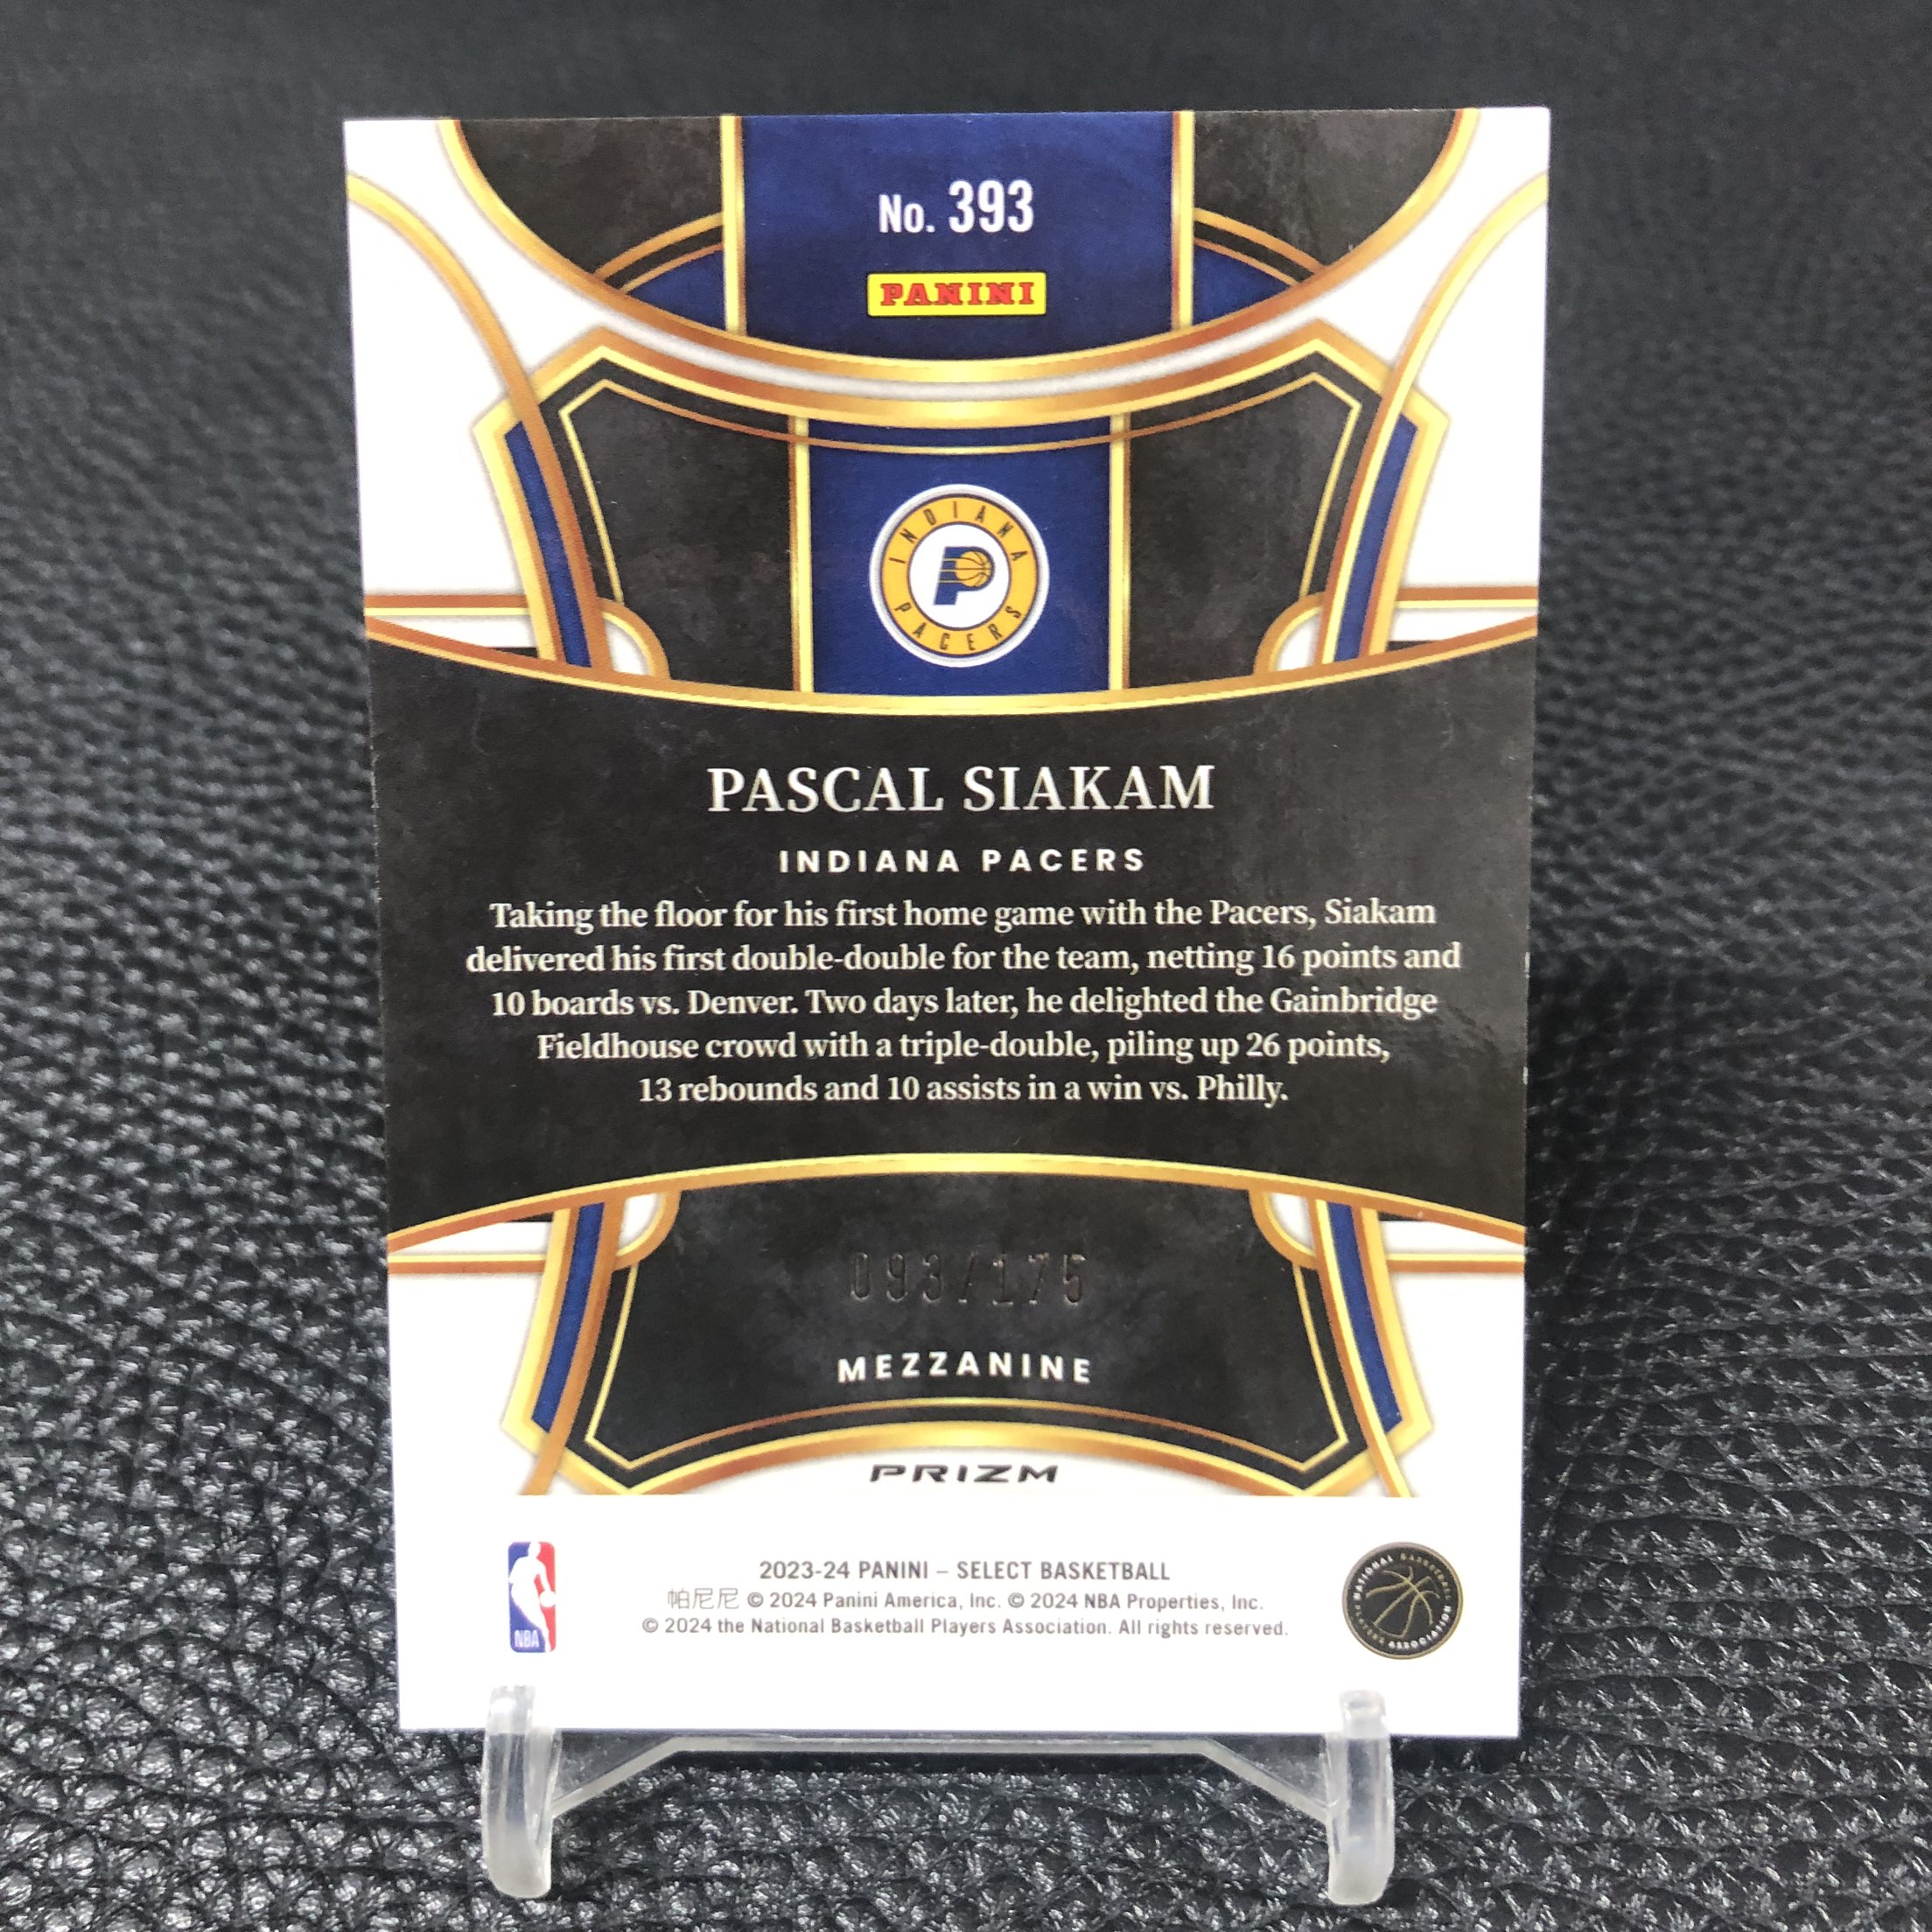 No. 393
PANINI
INDIANA
PACERS
PASCAL SIAKAM
INDIANA PACERS
Taking the floor for his first home game with the Pacers, Siakam
delivered his first double-double for the team, netting 16 points and
10 boards vs. Denver. Two days later, he delighted the Gainbridge
Fieldhouse crowd with a triple-double, piling up 26 points,
13 rebounds and 10 assists in a win vs. Philly.
093/175
MEZZANINE
PRIZM
NBA
2023-24 PANINI – SELECT BASKETBALL
帕尼尼 © 2024 Panini America, Inc. © 2024 NBA Properties, Inc.
© 2024 the National Basketball Players Association. All rights reserved.
NATIONAL BASKETBALL
PLAYERS ASSOCIATION